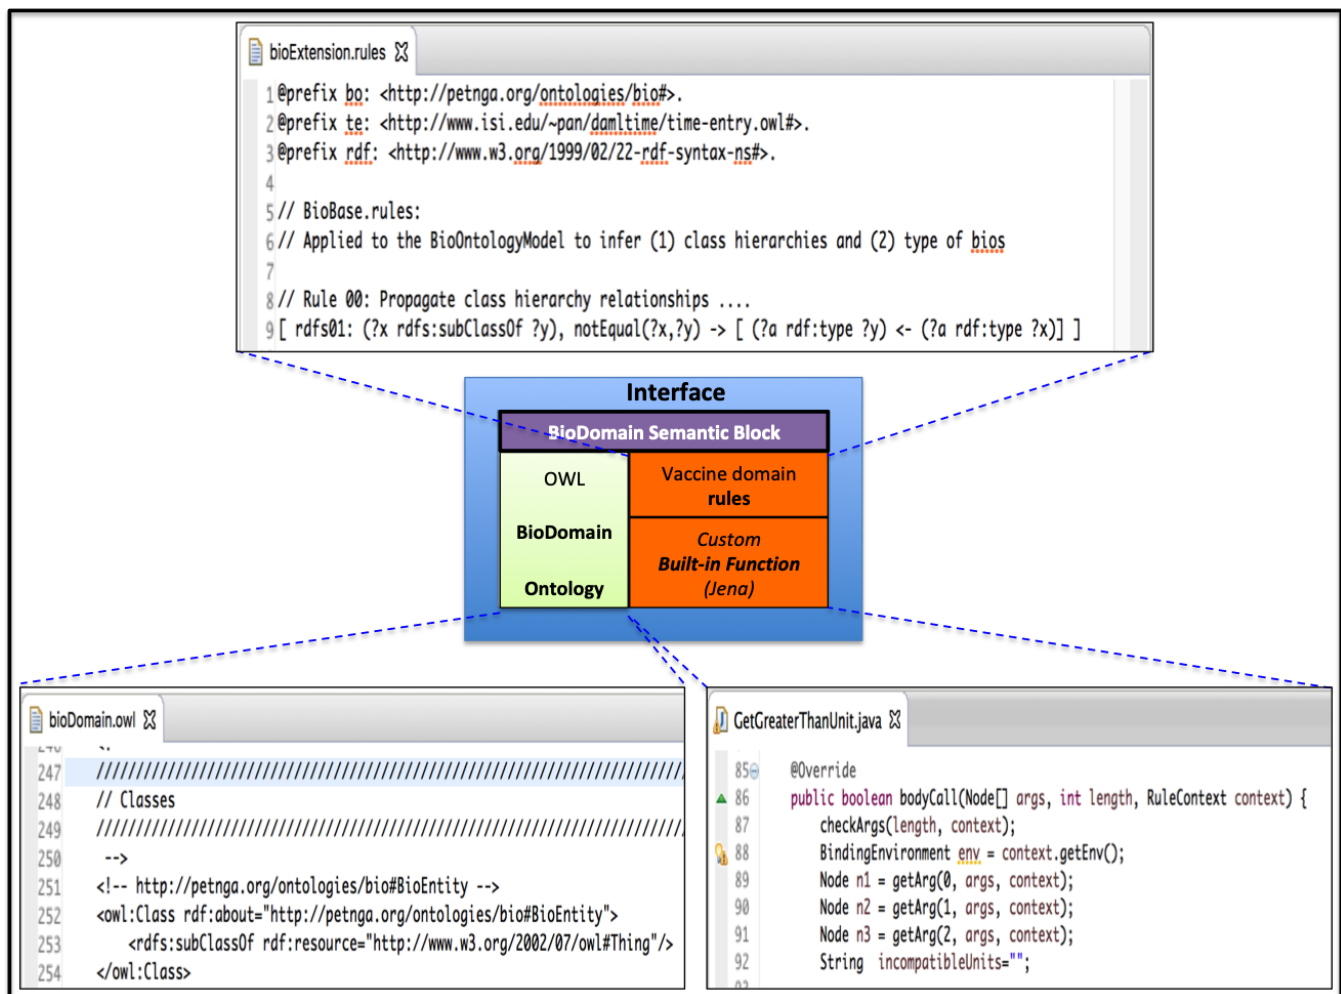 bioExtension.rules
1 @prefix bo: <http://petnga.org/ontologies/bio#>.
2 @prefix te: <http://www.isi.edu/~pan/damltime/time-entry.owl#>.
3 @prefix rdf: <http://www.w3.org/1999/02/22-rdf-syntax-ns#>.
4
5 // BioBase.rules:
6 // Applied to the BioOntologyModel to infer (1) class hierarchies and (2) type of bios
7
8 // Rule 00: Propagate class hierarchy relationships ....
9 [ rdfs01: (?x rdfs:subClassOf ?y), notEqual(?x,?y) -> [ (?a rdf:type ?y) <- (?a rdf:type ?x)] ]
Interface
BioDomain Semantic Block
OWL
BioDomain
Ontology
Vaccine domain
rules
Custom
Built-in Function
(Jena)
bioDomain.owl
247 ////////////////////////////////////////////////////////////////////////////
248 // Classes
249 ////////////////////////////////////////////////////////////////////////////
250 -->
251 <!-- http://petnga.org/ontologies/bio#BioEntity -->
252 <owl:Class rdf:about="http://petnga.org/ontologies/bio#BioEntity">
253 <rdfs:subClassOf rdf:resource="http://www.w3.org/2002/07/owl#Thing"/>
254 </owl:Class>
GetGreaterThanUnit.java
85 @Override
86 public boolean bodyCall(Node[] args, int length, RuleContext context) {
87 checkArgs(length, context);
88 BindingEnvironment env = context.getEnv();
89 Node n1 = getArg(0, args, context);
90 Node n2 = getArg(1, args, context);
91 Node n3 = getArg(2, args, context);
92 String incompatibleUnits="";